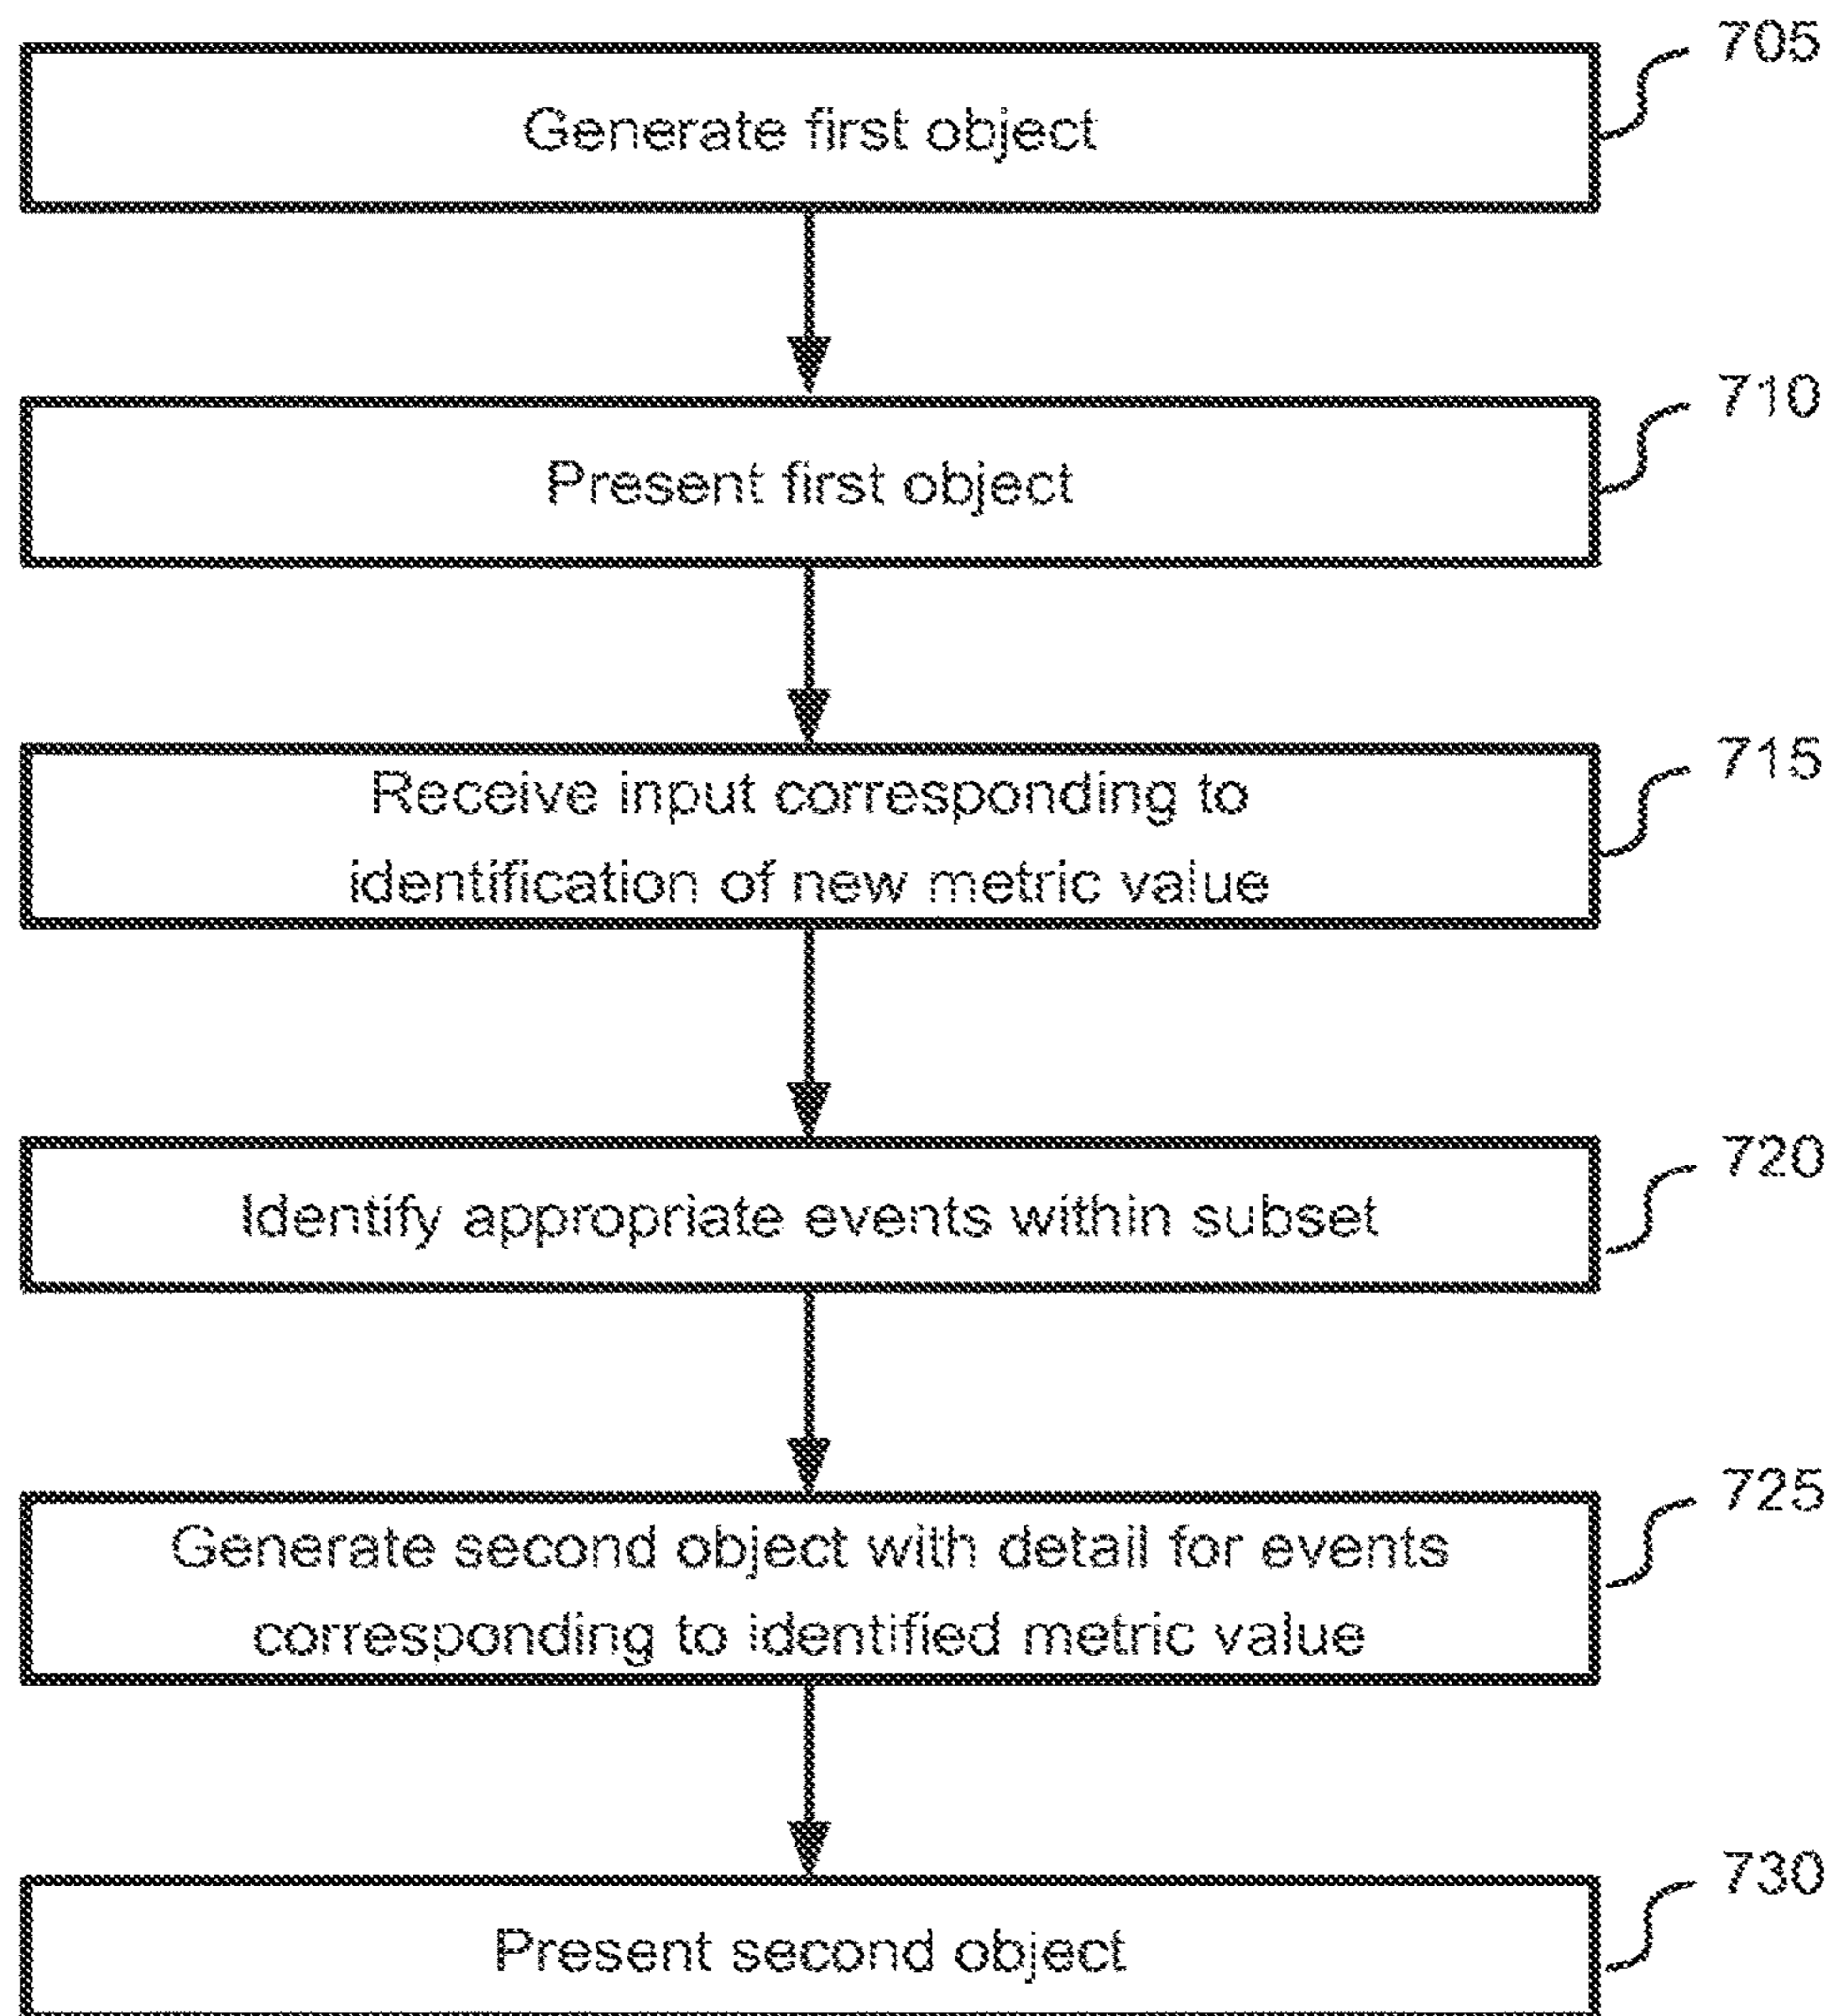 705
Generate first object
710
Present first object
715
Receive input corresponding to
identification of new metric value
720
Identify appropriate events within subset
725
Generate second object with detail for events
corresponding to identified metric value
730
Present second object